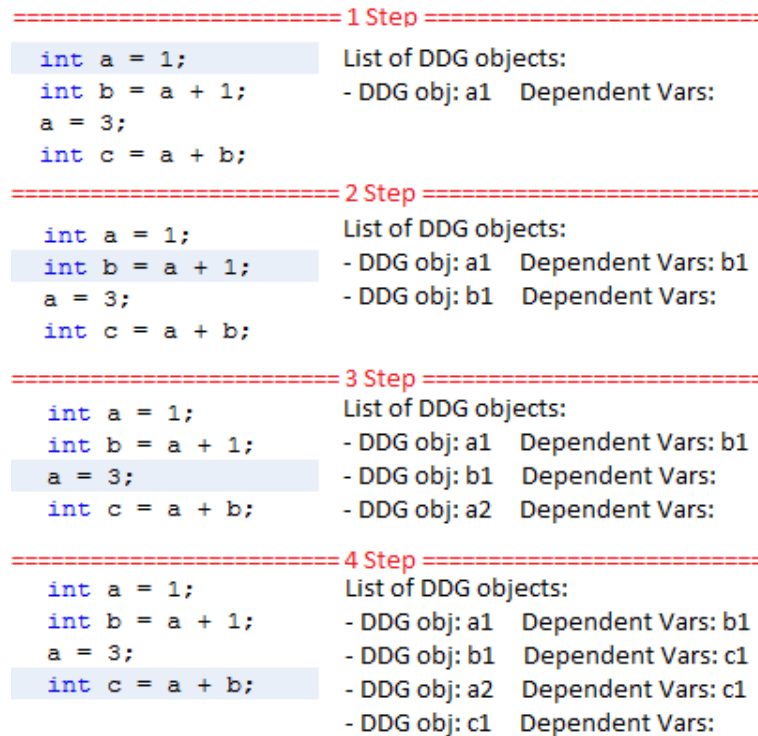 ========================= 1 Step =========================
int a = 1; List of DDG objects:
int b = a + 1; - DDG obj: a1 Dependent Vars:
a = 3;
int c = a + b;
========================= 2 Step =========================
int a = 1; List of DDG objects:
int b = a + 1; - DDG obj: a1 Dependent Vars: b1
a = 3; - DDG obj: b1 Dependent Vars:
int c = a + b;
========================= 3 Step =========================
int a = 1; List of DDG objects:
int b = a + 1; - DDG obj: a1 Dependent Vars: b1
a = 3; - DDG obj: b1 Dependent Vars:
int c = a + b; - DDG obj: a2 Dependent Vars:
========================= 4 Step =========================
int a = 1; List of DDG objects:
int b = a + 1; - DDG obj: a1 Dependent Vars: b1
a = 3; - DDG obj: b1 Dependent Vars: c1
int c = a + b; - DDG obj: a2 Dependent Vars: c1
- DDG obj: c1 Dependent Vars: